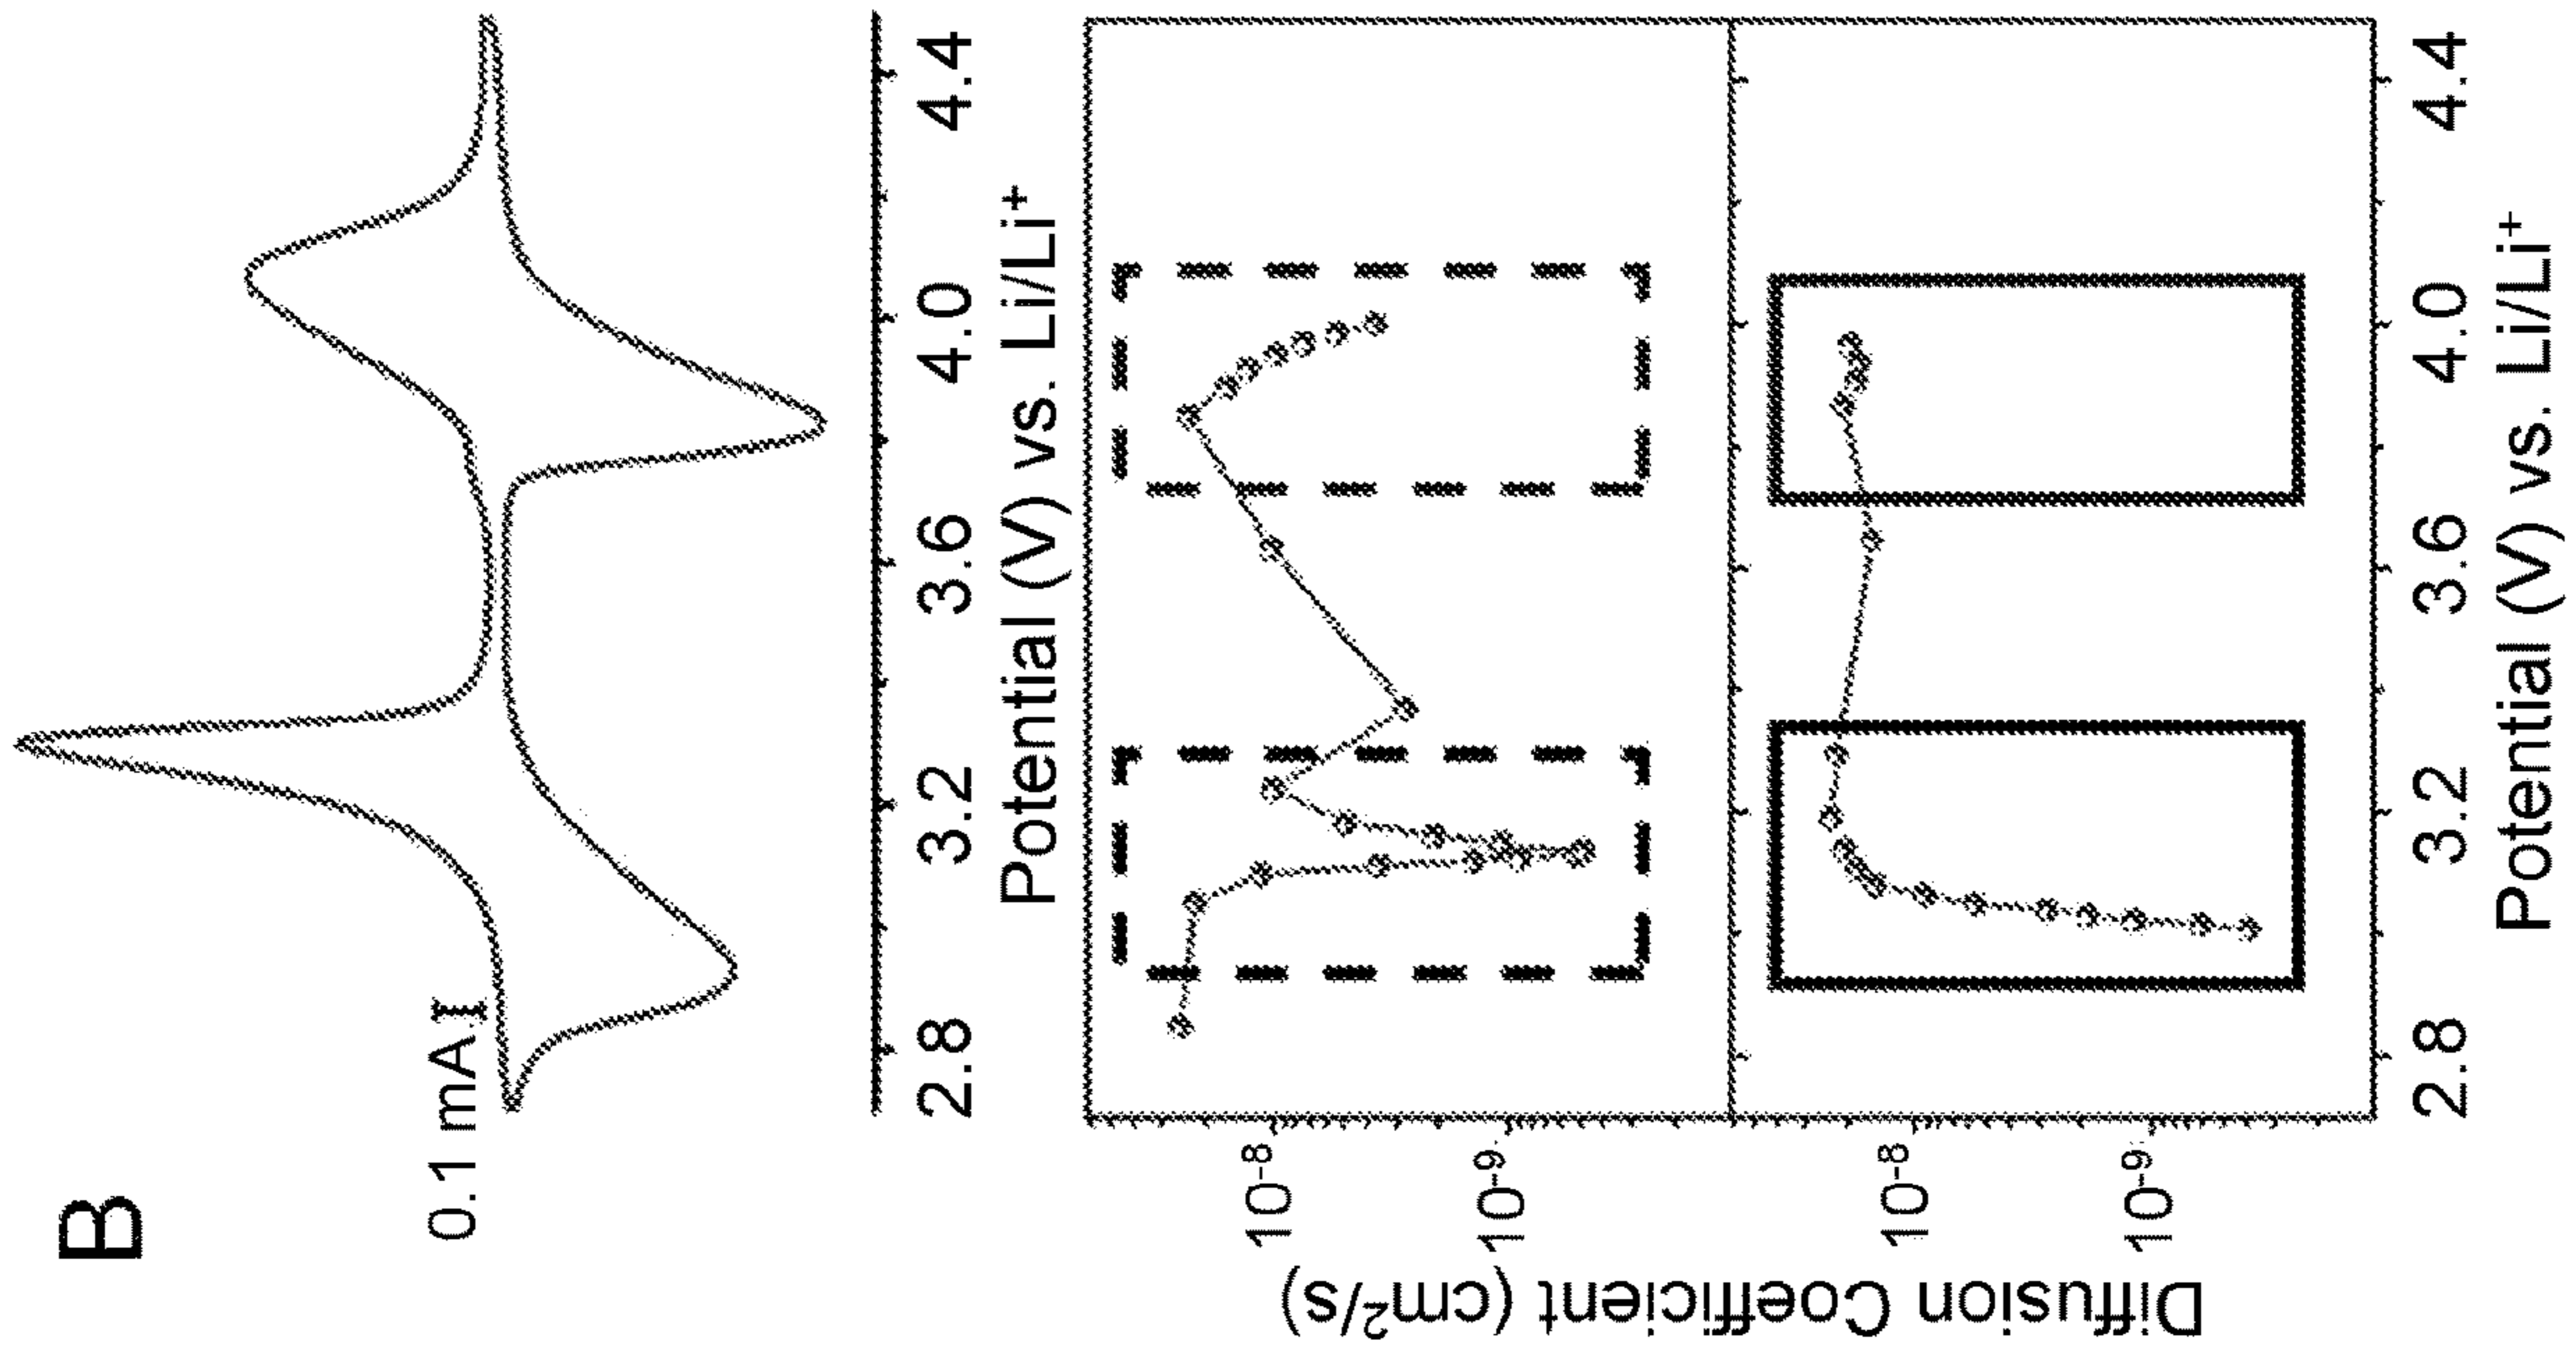 B
0.1 mA
2.8 3.2 3.6 4.0 4.4
Potential (V) vs. Li/Li⁺
Diffusion Coefficient (cm²/s)
10⁻⁸
10⁻⁹
10⁻⁸
10⁻⁹
2.8 3.2 3.6 4.0 4.4
Potential (V) vs. Li/Li⁺